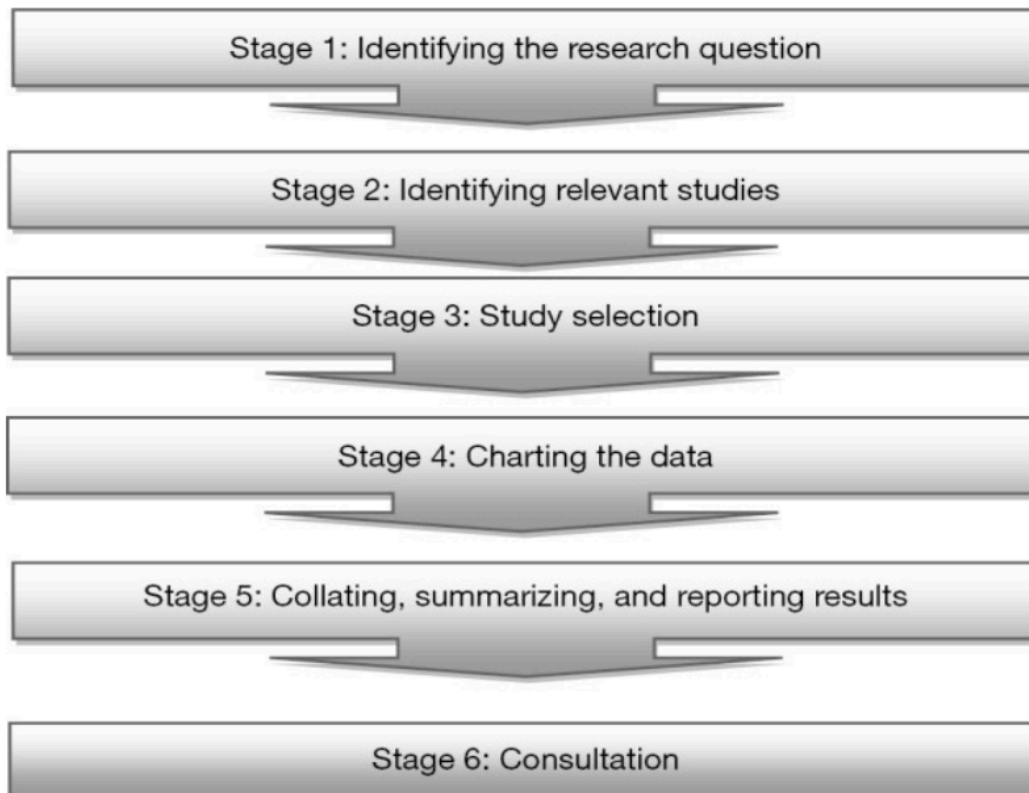 Stage 1: Identifying the research question
Stage 2: Identifying relevant studies
Stage 3: Study selection
Stage 4: Charting the data
Stage 5: Collating, summarizing, and reporting results
Stage 6: Consultation